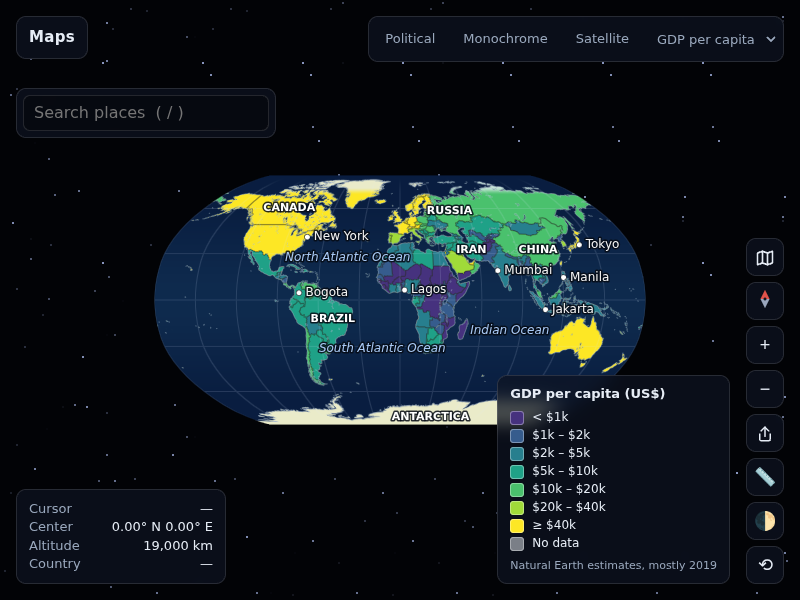 Maps
Political Monochrome Satellite GDP per capita
Search places ( / )
CANADA
RUSSIA
New York
IRAN
CHINA
Tokyo
North Atlantic Ocean
Mumbai
Manila
Bogota
Lagos
Jakarta
BRAZIL
Indian Ocean
South Atlantic Ocean
ANTARCTICA
+
−
GDP per capita (US$)
< $1k
$1k – $2k
$2k – $5k
$5k – $10k
$10k – $20k
$20k – $40k
≥ $40k
No data
Natural Earth estimates, mostly 2019
Cursor —
Center 0.00° N 0.00° E
Altitude 19,000 km
Country —